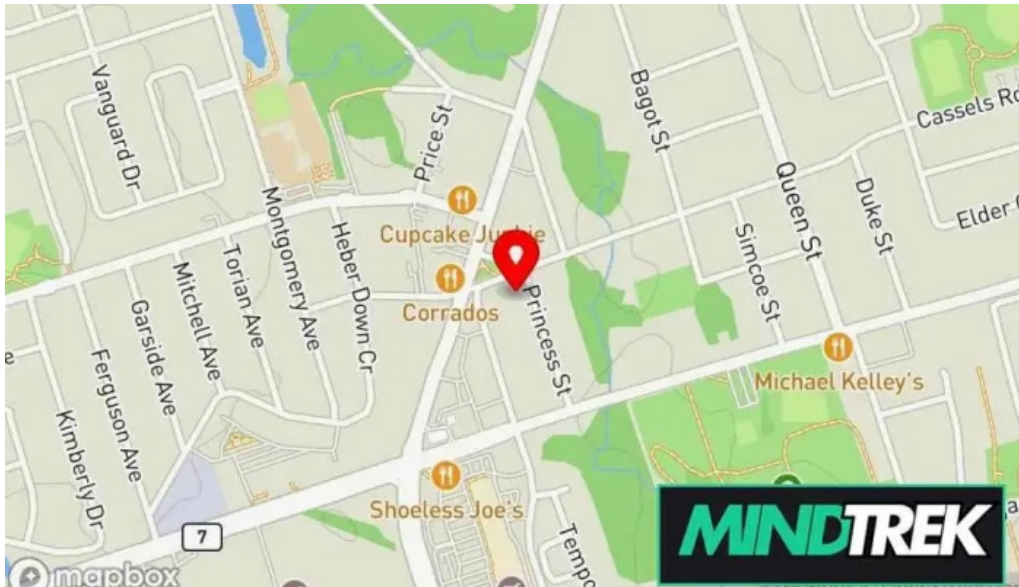 Vanguard Dr
Price St
Bagot St
Cassels Rd
Queen St
Duke St
Elder
Montgomery Ave
Heber Down Cr
Cupcake Junkie
Simcoe St
Torian Ave
Mitchell Ave
Garside Ave
Corrados
Princess St
Ferguson Ave
Kimberly Dr
Michael Kelley's
Shoeless Joe's
7
Tempo
mapbox
MINDTREK